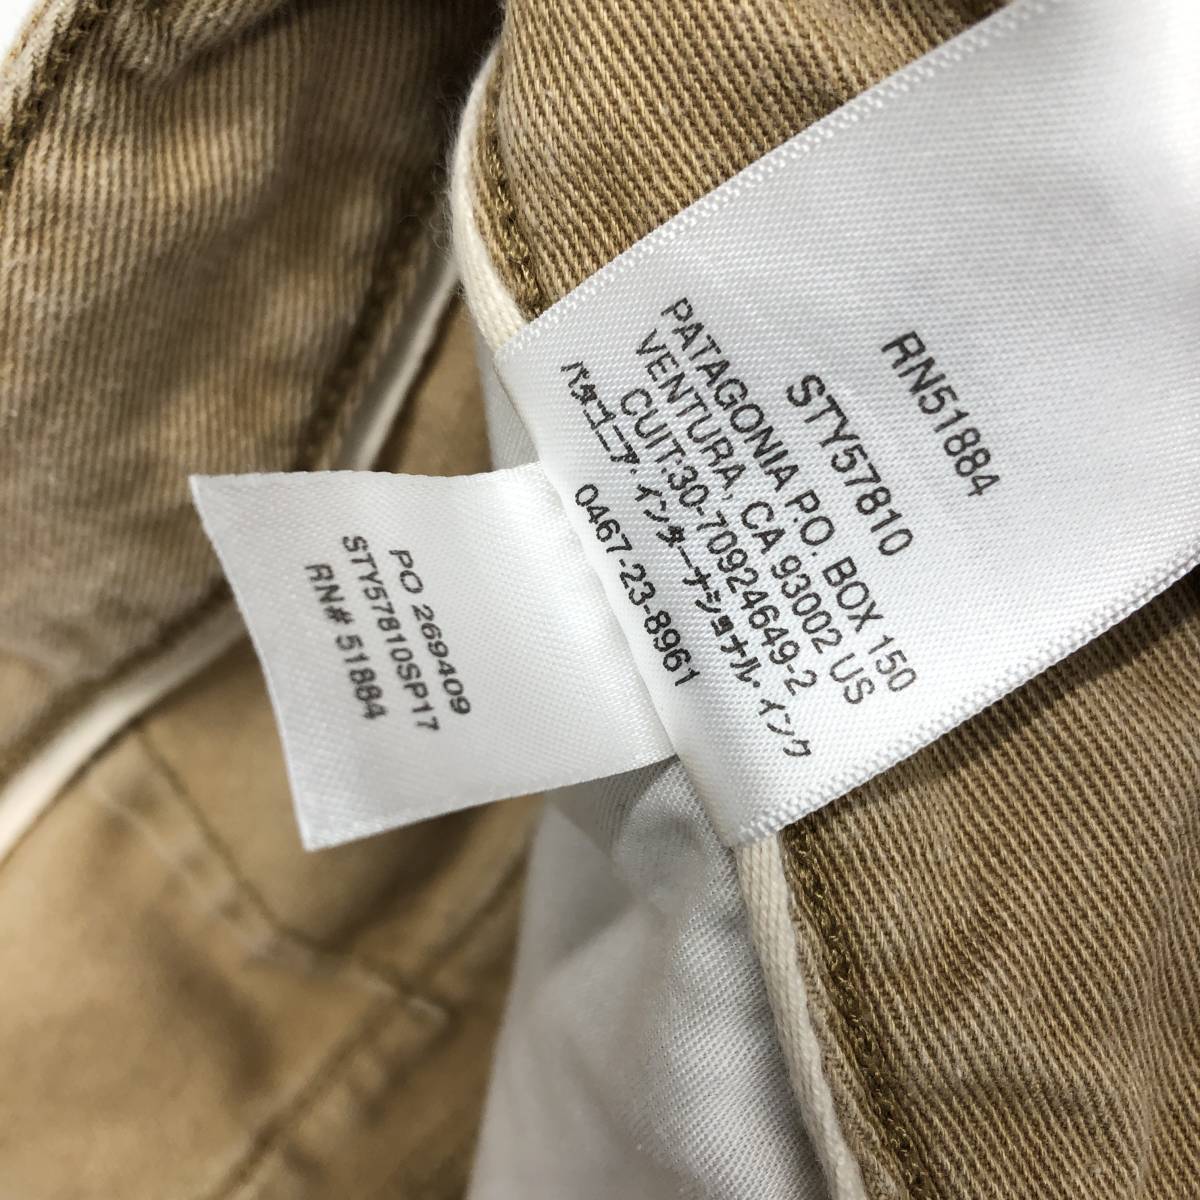 RN51884
STY57810
PATAGONIA P.O. BOX 150
VENTURA, CA 93002 US
CUIT:30-70924649-2
パタゴニア・インターナショナル・インク
0467-23-8961
PO 269409
STY57810SP17
RN# 51884